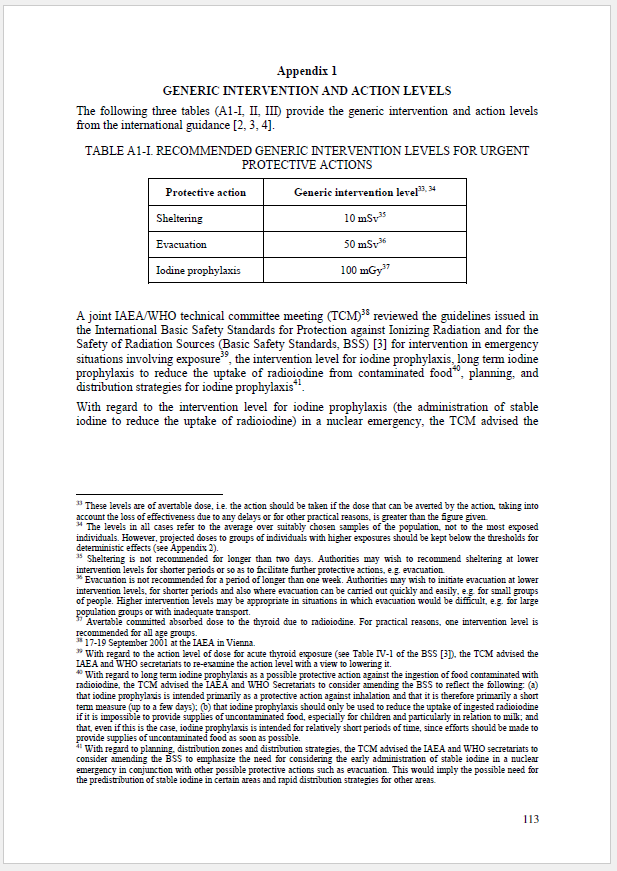 Appendix 1
GENERIC INTERVENTION AND ACTION LEVELS
The following three tables (A1-I, II, III) provide the generic intervention and action levels
from the international guidance [2, 3, 4].
TABLE A1-I. RECOMMENDED GENERIC INTERVENTION LEVELS FOR URGENT
PROTECTIVE ACTIONS
Protective action Generic intervention level33, 34
Sheltering 10 mSv35
Evacuation 50 mSv36
Iodine prophylaxis 100 mGy37
A joint IAEA/WHO technical committee meeting (TCM)38 reviewed the guidelines issued in
the International Basic Safety Standards for Protection against Ionizing Radiation and for the
Safety of Radiation Sources (Basic Safety Standards, BSS) [3] for intervention in emergency
situations involving exposure39, the intervention level for iodine prophylaxis, long term iodine
prophylaxis to reduce the uptake of radioiodine from contaminated food40, planning, and
distribution strategies for iodine prophylaxis41.
With regard to the intervention level for iodine prophylaxis (the administration of stable
iodine to reduce the uptake of radioiodine) in a nuclear emergency, the TCM advised the
33 These levels are of avertable dose, i.e. the action should be taken if the dose that can be averted by the action, taking into
account the loss of effectiveness due to any delays or for other practical reasons, is greater than the figure given.
34 The levels in all cases refer to the average over suitably chosen samples of the population, not to the most exposed
individuals. However, projected doses to groups of individuals with higher exposures should be kept below the thresholds for
deterministic effects (see Appendix 2).
35 Sheltering is not recommended for longer than two days. Authorities may wish to recommend sheltering at lower
intervention levels for shorter periods or so as to facilitate further protective actions, e.g. evacuation.
36 Evacuation is not recommended for a period of longer than one week. Authorities may wish to initiate evacuation at lower
intervention levels, for shorter periods and also where evacuation can be carried out quickly and easily, e.g. for small groups
of people. Higher intervention levels may be appropriate in situations in which evacuation would be difficult, e.g. for large
population groups or with inadequate transport.
37 Avertable committed absorbed dose to the thyroid due to radioiodine. For practical reasons, one intervention level is
recommended for all age groups.
38 17-19 September 2001 at the IAEA in Vienna.
39 With regard to the action level of dose for acute thyroid exposure (see Table IV-1 of the BSS [3]), the TCM advised the
IAEA and WHO secretariats to re-examine the action level with a view to lowering it.
40 With regard to long term iodine prophylaxis as a possible protective action against the ingestion of food contaminated with
radioiodine, the TCM advised the IAEA and WHO Secretariats to consider amending the BSS to reflect the following: (a)
that iodine prophylaxis is intended primarily as a protective action against inhalation and that it is therefore primarily a short
term measure (up to a few days); (b) that iodine prophylaxis should only be used to reduce the uptake of ingested radioiodine
if it is impossible to provide supplies of uncontaminated food, especially for children and particularly in relation to milk; and
that, even if this is the case, iodine prophylaxis is intended for relatively short periods of time, since efforts should be made to
provide supplies of uncontaminated food as soon as possible.
41 With regard to planning, distribution zones and distribution strategies, the TCM advised the IAEA and WHO secretariats to
consider amending the BSS to emphasize the need for considering the early administration of stable iodine in a nuclear
emergency in conjunction with other possible protective actions such as evacuation. This would imply the possible need for
the predistribution of stable iodine in certain areas and rapid distribution strategies for other areas.
113